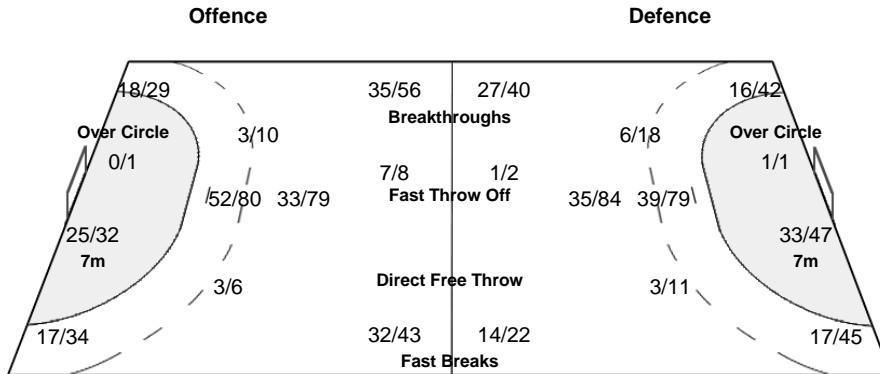 Offence Defence
18/29 35/56 27/40 16/42
Breakthroughs
Over Circle 3/10 6/18 Over Circle
0/1 7/8 1/2 1/1
Fast Throw Off
52/80 33/79 35/84 39/79
25/32 33/47
7m 7m
Direct Free Throw
3/6 3/11
17/34 32/43 14/22 17/45
Fast Breaks